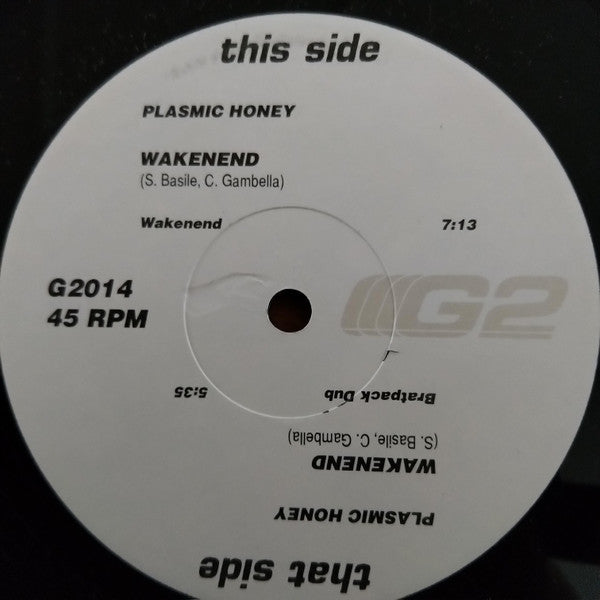 this side
PLASMIC HONEY
WAKENEND
(S. Basile, C. Gambella)
Wakenend 7:13
G2014
45 RPM
G2
that side
PLASMIC HONEY
WAKENEND
(S. Basile, C. Gambella)
Bratpack Dub 5:35